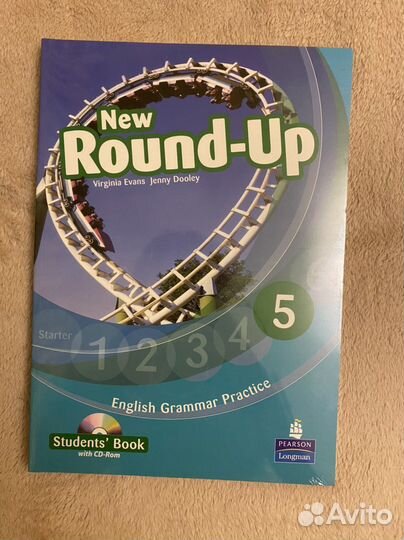 New
Round-Up
Virginia Evans Jenny Dooley
Starter 1 2 3 4 5
English Grammar Practice
Students' Book
with CD-Rom
PEARSON
Longman
Avito